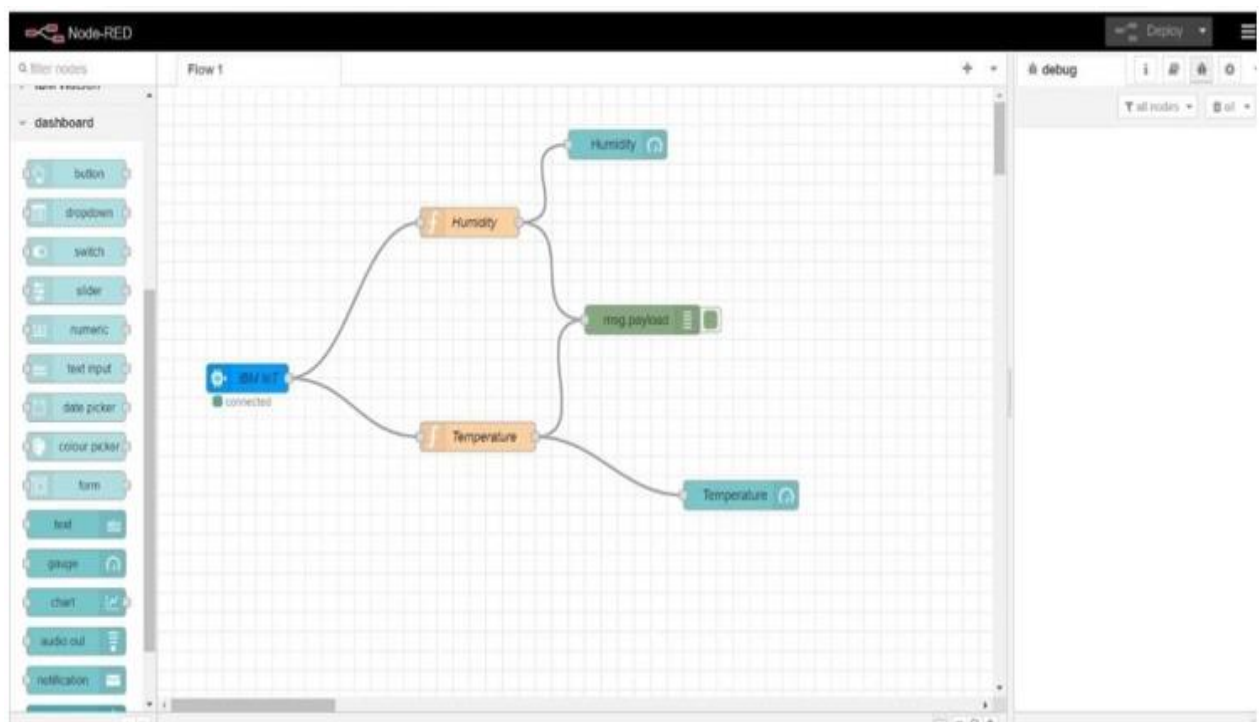 Node-RED
Deploy
filter nodes
Flow 1
debug
i
all nodes
all
dashboard
button
dropdown
switch
slider
numeric
text input
date picker
colour picker
form
text
gauge
chart
audio out
notification
Humidity
Humidity
msg.payload
IBM IoT
connected
Temperature
Temperature